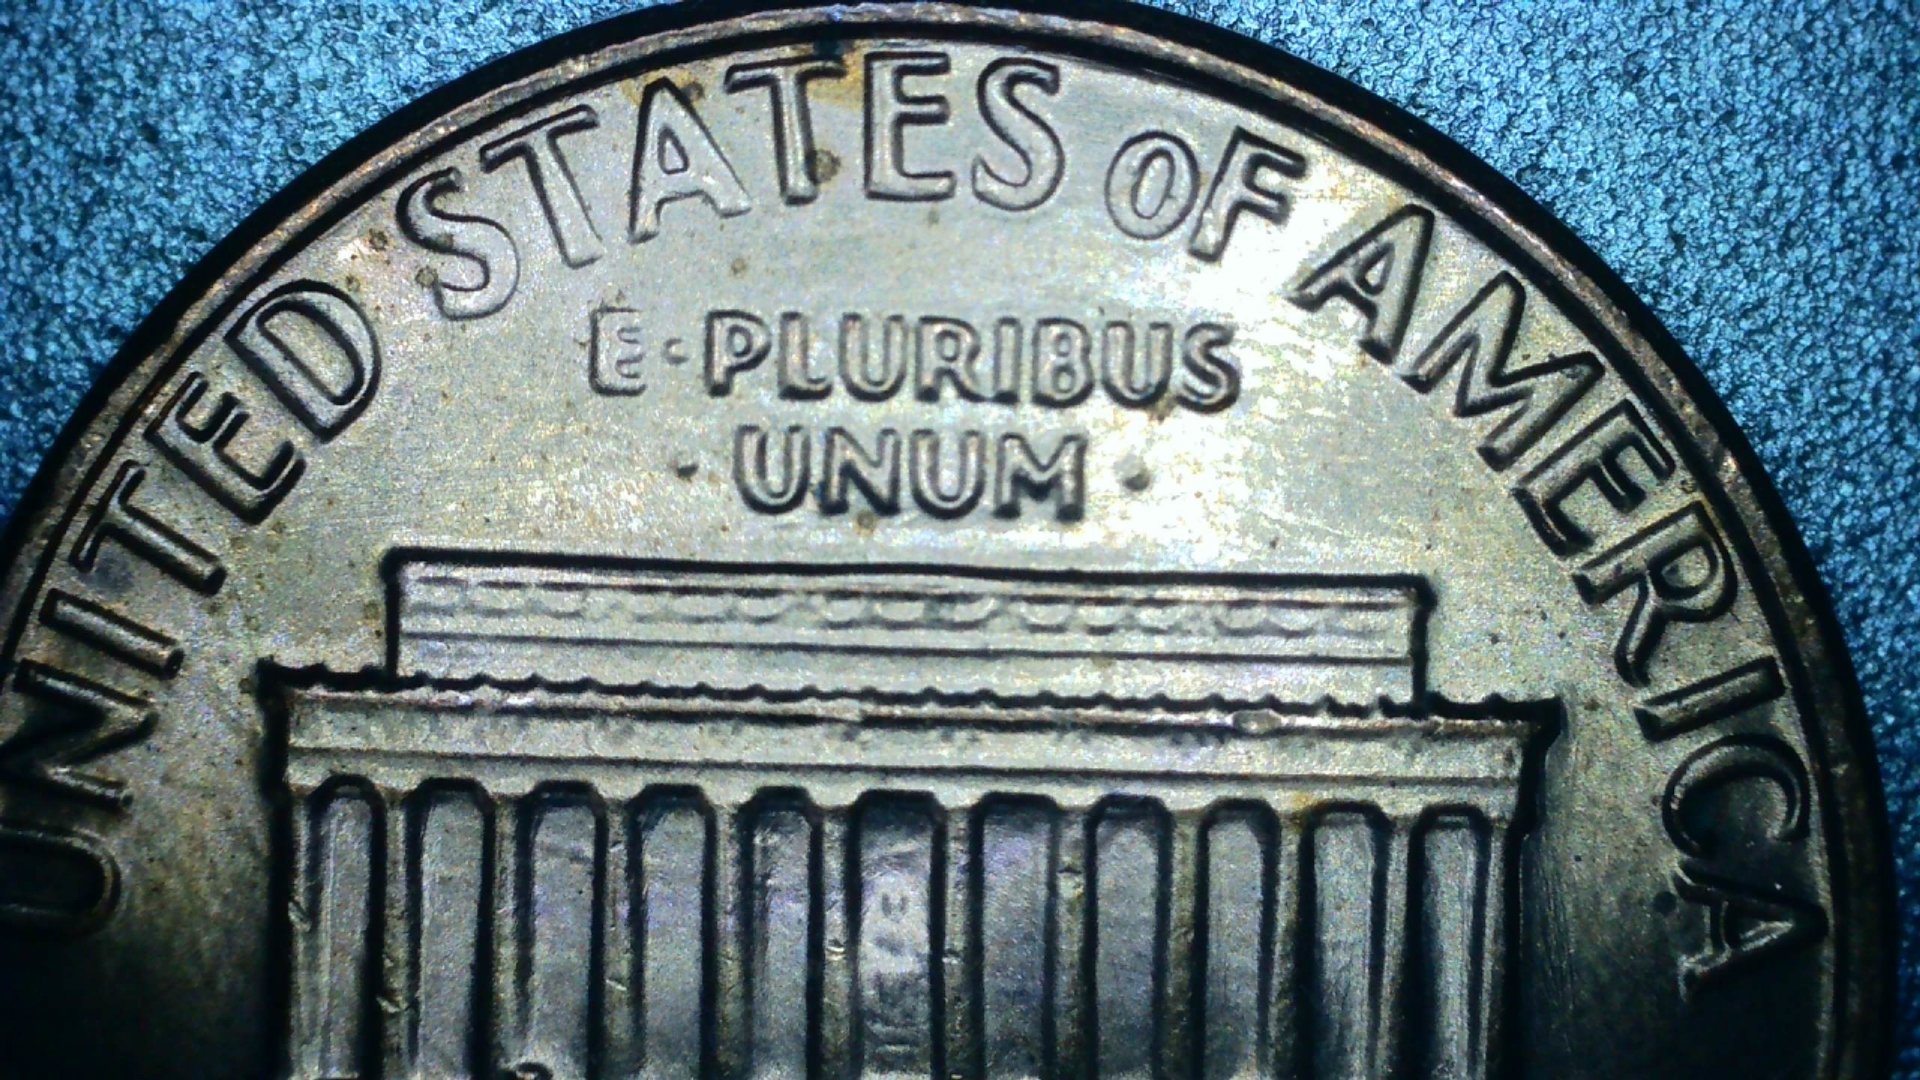 UNITED STATES OF AMERICA
E·PLURIBUS
·UNUM·